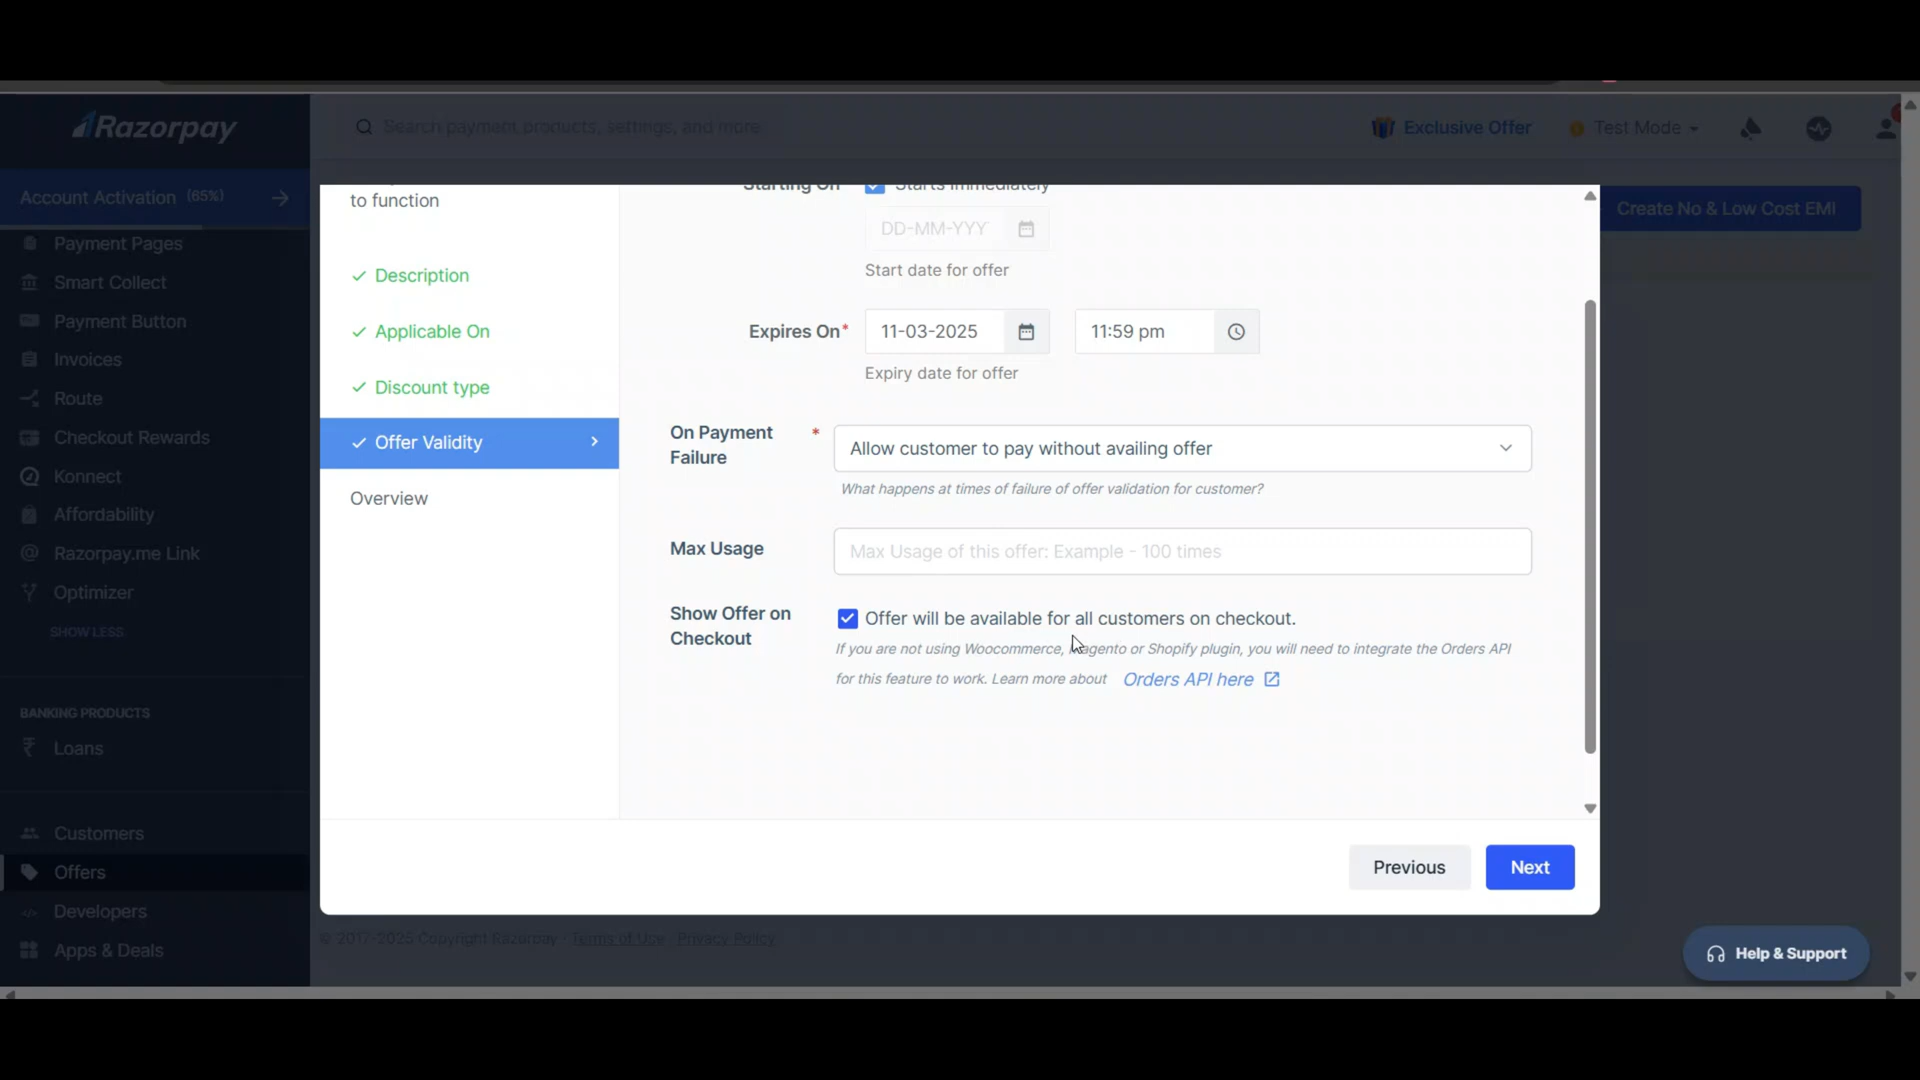 Razorpay
Search payment products, settings, and more
Exclusive Offer
Test Mode
Account Activation (65%)
Payment Pages
Smart Collect
Payment Button
Invoices
Route
Checkout Rewards
Konnect
Affordability
Razorpay.me Link
Optimizer
SHOW LESS
BANKING PRODUCTS
Loans
Customers
Offers
Developers
Apps & Deals
Create No & Low Cost EMI
to function
Description
Applicable On
Discount type
Offer Validity
Overview
Starting On
Starts immediately
DD-MM-YYY
Start date for offer
Expires On*
11-03-2025
11:59 pm
Expiry date for offer
On Payment
Failure
*
Allow customer to pay without availing offer
What happens at times of failure of offer validation for customer?
Max Usage
Max Usage of this offer: Example - 100 times
Show Offer on
Checkout
Offer will be available for all customers on checkout.
If you are not using Woocommerce, Magento or Shopify plugin, you will need to integrate the Orders API
for this feature to work. Learn more about Orders API here
Previous
Next
© 2017-2025 Copyright Razorpay · Terms of Use · Privacy Policy
Help & Support